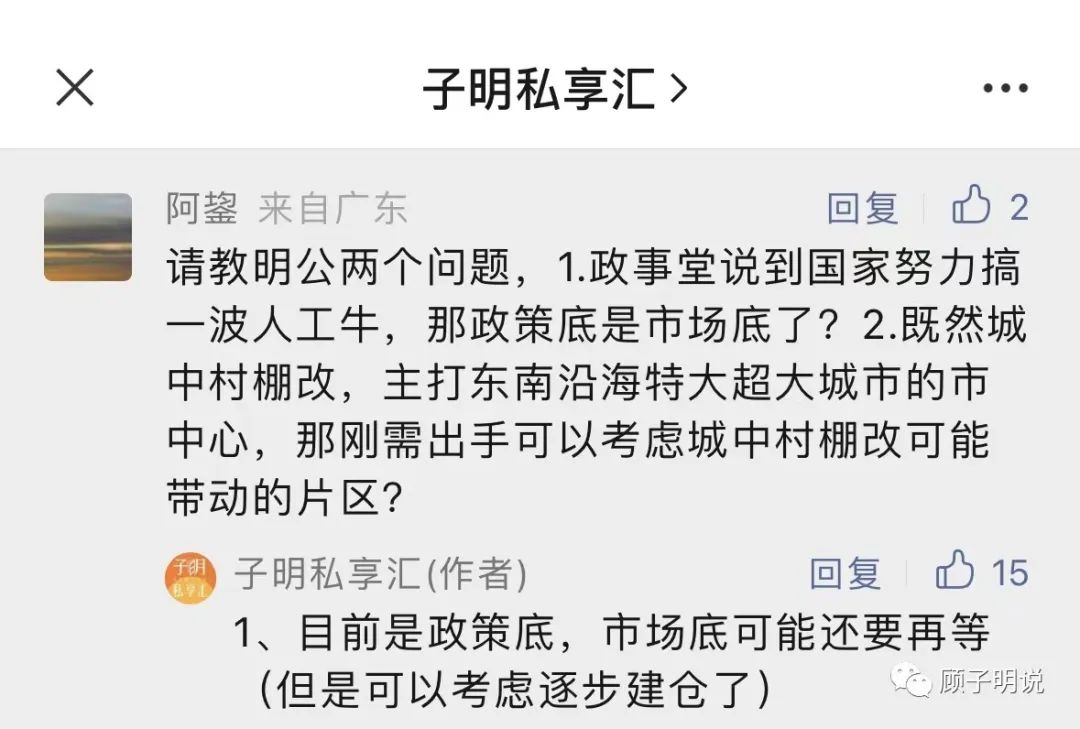 子明私享汇
阿鋆 来自广东 回复 2
请教明公两个问题，1.政事堂说到国家努力搞
一波人工牛，那政策底是市场底了？2.既然城
中村棚改，主打东南沿海特大超大城市的市
中心，那刚需出手可以考虑城中村棚改可能
带动的片区？
子明
私享汇
子明私享汇(作者) 回复 15
1、目前是政策底，市场底可能还要再等
（但是可以考虑逐步建仓了）
顾子明说